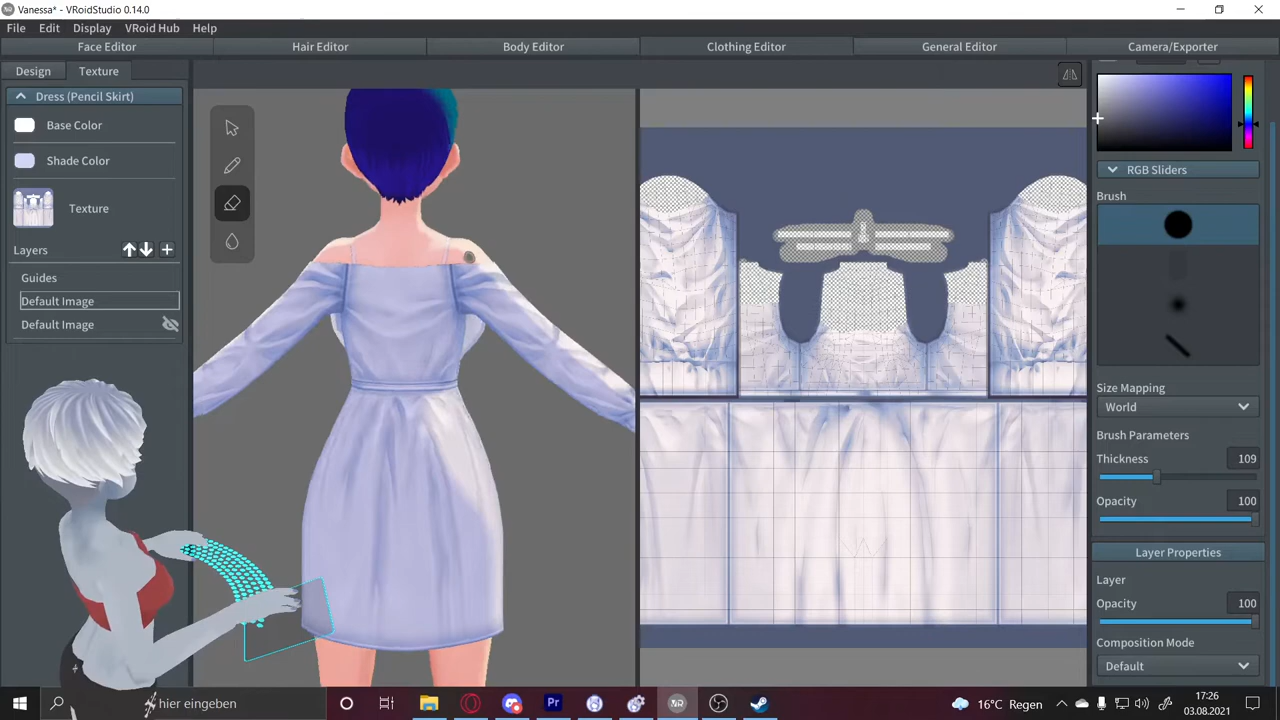 Vanessa* - VRoidStudio 0.14.0
File Edit Display VRoid Hub Help
Face Editor Hair Editor Body Editor Clothing Editor General Editor Camera/Exporter
Design Texture
Dress (Pencil Skirt)
Base Color
Shade Color
Texture
Layers
Guides
Default Image
Default Image
RGB Sliders
Brush
Size Mapping
World
Brush Parameters
Thickness 109
Opacity 100
Layer Properties
Layer
Opacity 100
Composition Mode
Default
hier eingeben
Pr
16°C Regen
17:26
03.08.2021